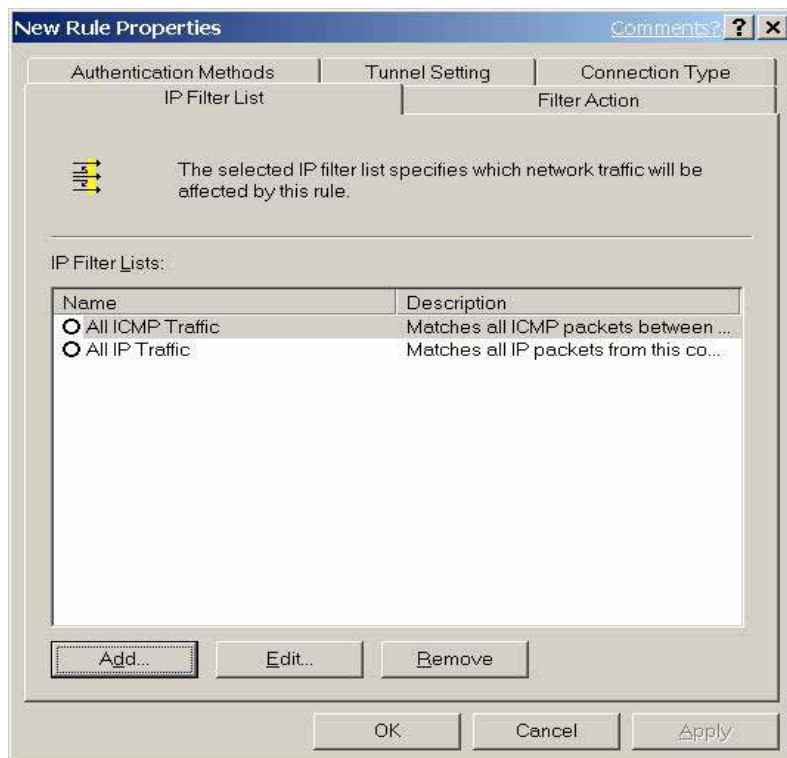 New Rule Properties
Comments? ?
Authentication Methods
Tunnel Setting
Connection Type
IP Filter List
Filter Action
The selected IP filter list specifies which network traffic will be
affected by this rule.
IP Filter Lists:
Name
Description
All ICMP Traffic
Matches all ICMP packets between ...
All IP Traffic
Matches all IP packets from this co...
Add...
Edit...
Remove
OK
Cancel
Apply